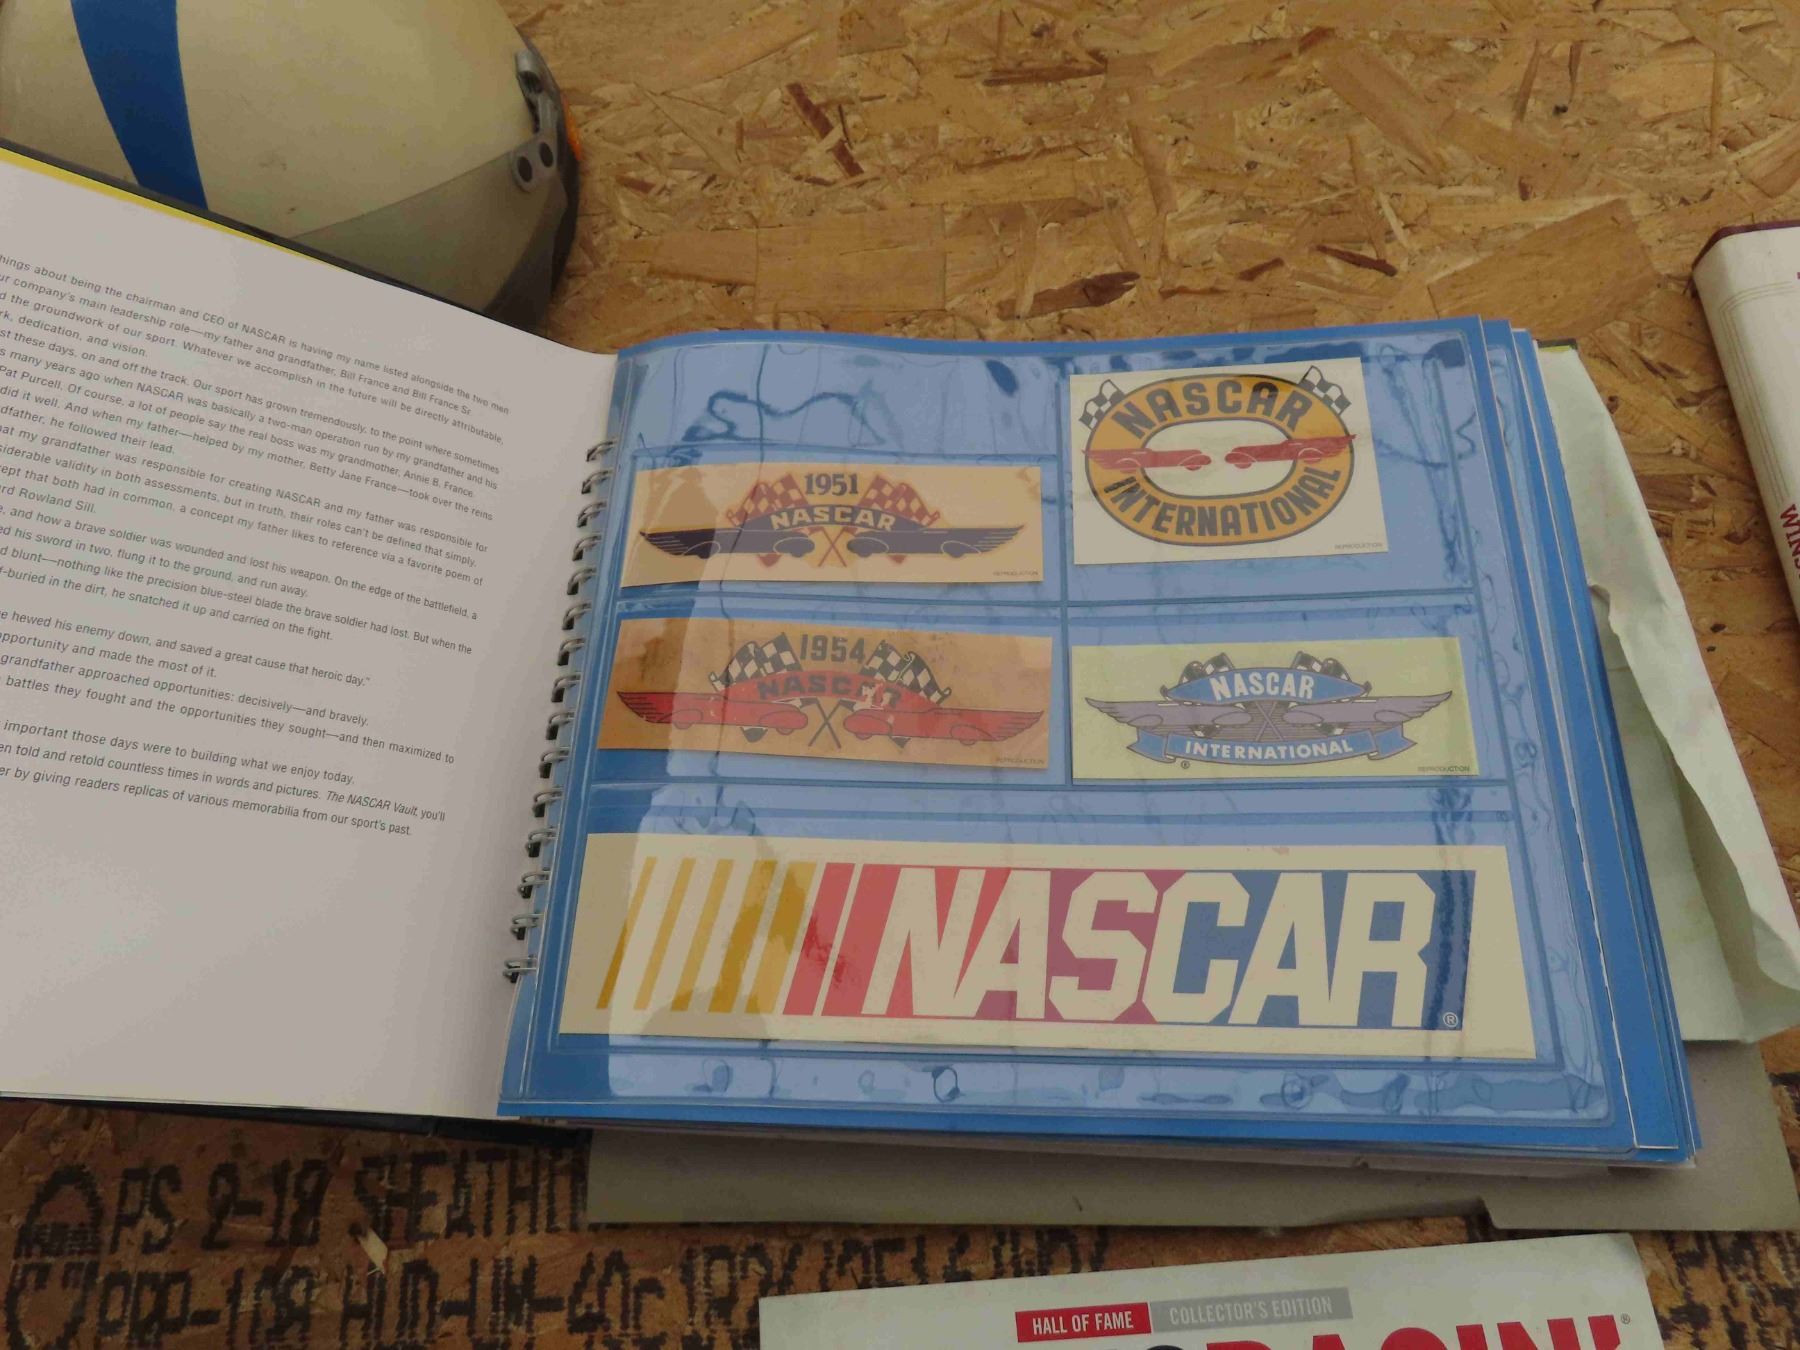 hings about being the chairman and CEO of NASCAR is having my name listed alongside the two men
ur company's main leadership role—my father and grandfather, Bill France and Bill France Sr
d the groundwork of our sport. Whatever we accomplish in the future will be directly attributable,
rk, dedication, and vision.
st these days, on and off the track. Our sport has grown tremendously, to the point where sometimes
s many years ago when NASCAR was basically a two-man operation run by my grandfather and his
Pat Purcell. Of course, a lot of people say the real boss was my grandmother, Annie B. France.
did it well. And when my father—helped by my mother, Betty Jane France—took over the reins
dfather, he followed their lead.
at my grandfather was responsible for creating NASCAR and my father was responsible for
siderable validity in both assessments, but in truth, their roles can't be defined that simply.
ept that both had in common, a concept my father likes to reference via a favorite poem of
ard Rowland Sill.
e, and how a brave soldier was wounded and lost his weapon. On the edge of the battlefield, a
ed his sword in two, flung it to the ground, and run away.
d blunt—nothing like the precision blue-steel blade the brave soldier had lost. But when the
f-buried in the dirt, he snatched it up and carried on the fight.
e hewed his enemy down, and saved a great cause that heroic day."
opportunity and made the most of it.
grandfather approached opportunities: decisively—and bravely.
battles they fought and the opportunities they sought—and then maximized to
important those days were to building what we enjoy today.
en told and retold countless times in words and pictures. The NASCAR Vault, you'll
er by giving readers replicas of various memorabilia from our sport's past.
1951
NASCAR
REPRODUCTION
NASCAR
INTERNATIONAL
REPRODUCTION
1954
NASCAR
REPRODUCTION
NASCAR
INTERNATIONAL
®
REPRODUCTION
NASCAR
®
PS 2-18 SHEATHIN
HALL OF FAME COLLECTOR'S EDITION
®